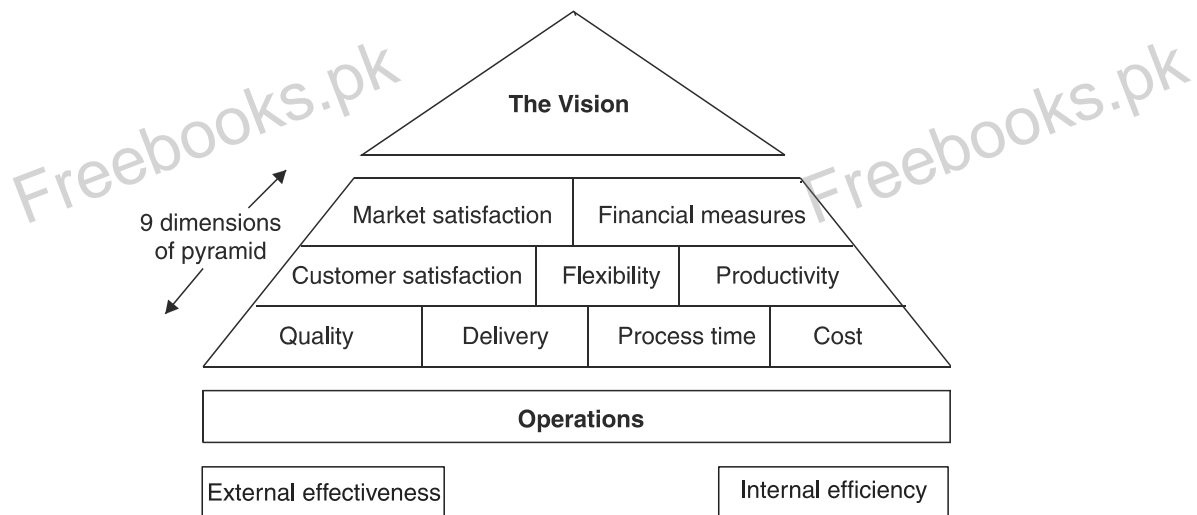 The Vision
Freebooks.pk
Freebooks.pk
9 dimensions
of pyramid
Market satisfaction
Financial measures
Customer satisfaction
Flexibility
Productivity
Quality
Delivery
Process time
Cost
Operations
External effectiveness
Internal efficiency